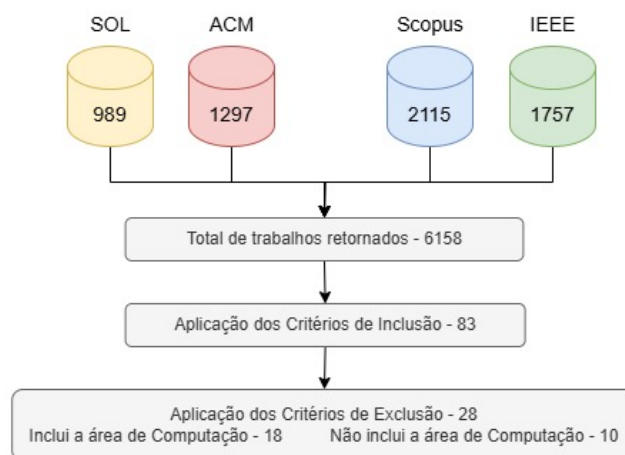 SOL ACM Scopus IEEE
989 1297 2115 1757
Total de trabalhos retornados - 6158
Aplicação dos Critérios de Inclusão - 83
Aplicação dos Critérios de Exclusão - 28
Inclui a área de Computação - 18 Não inclui a área de Computação - 10